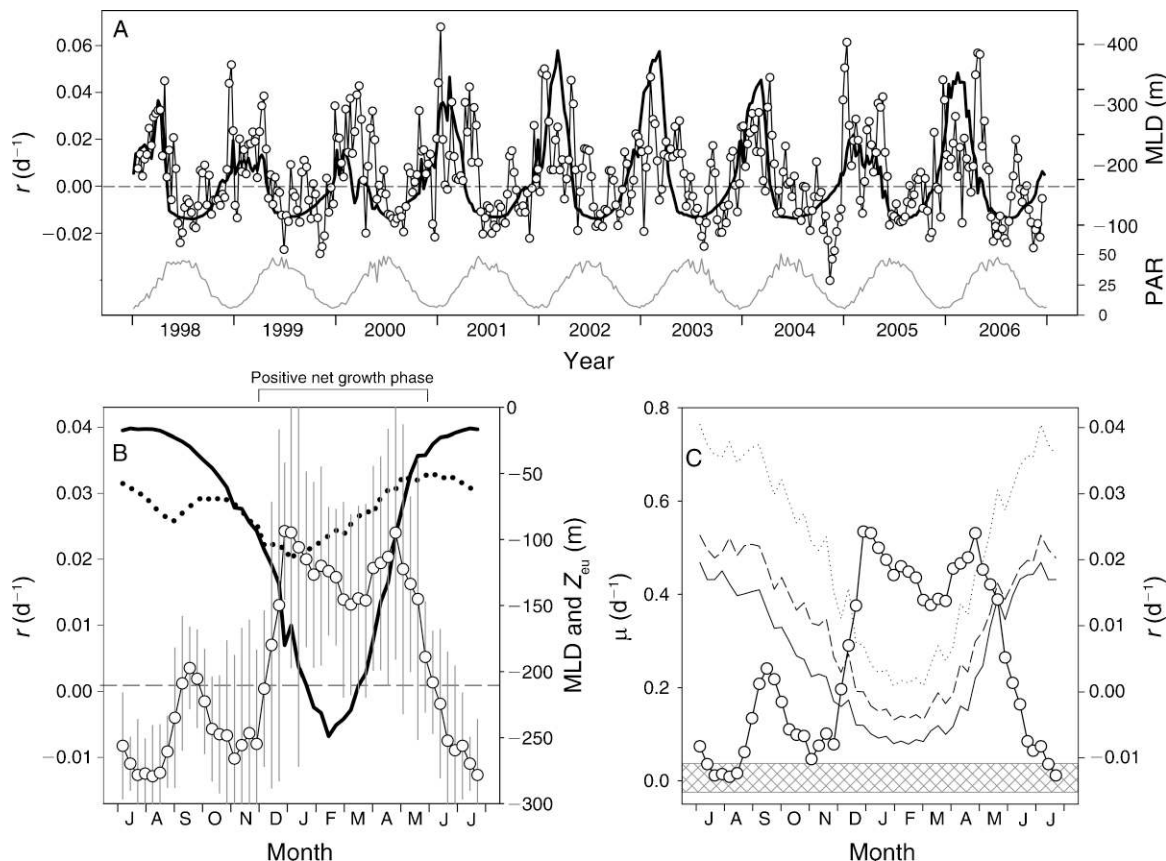 A
r (d⁻¹)
0.06
0.04
0.02
0.00
−0.02
−400
−300
−200
−100
MLD (m)
50
25
0
PAR
1998 1999 2000 2001 2002 2003 2004 2005 2006
Year
Positive net growth phase
B
r (d⁻¹)
0.04
0.03
0.02
0.01
0.00
−0.01
0
−50
−100
−150
−200
−250
−300
MLD and Zeu (m)
J A S O N D J F M A M J J
Month
C
μ (d⁻¹)
0.8
0.6
0.4
0.2
0.0
0.04
0.03
0.02
0.01
0.00
−0.01
r (d⁻¹)
J A S O N D J F M A M J J
Month